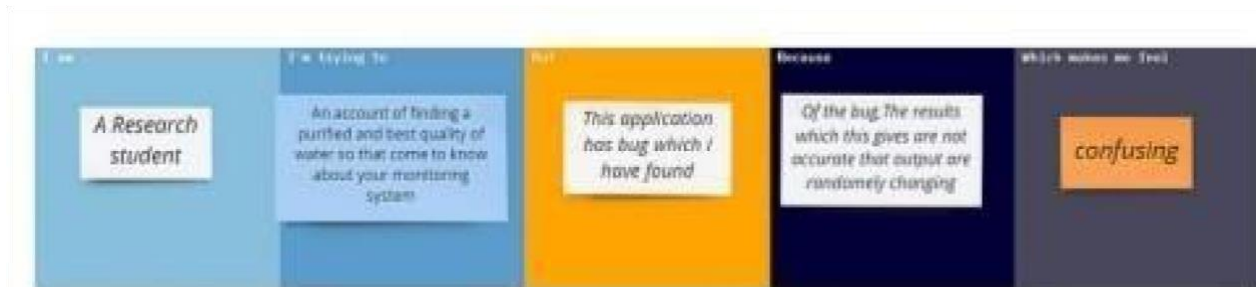 I am
A Research
student
I'm trying to
An account of finding a
purified and best quality of
water so that come to know
about your monitoring
system
But
This application
has bug which i
have found
Because
Of the bug,The results
which this gives are not
accurate that output are
randomely changing
Which makes me feel
confusing